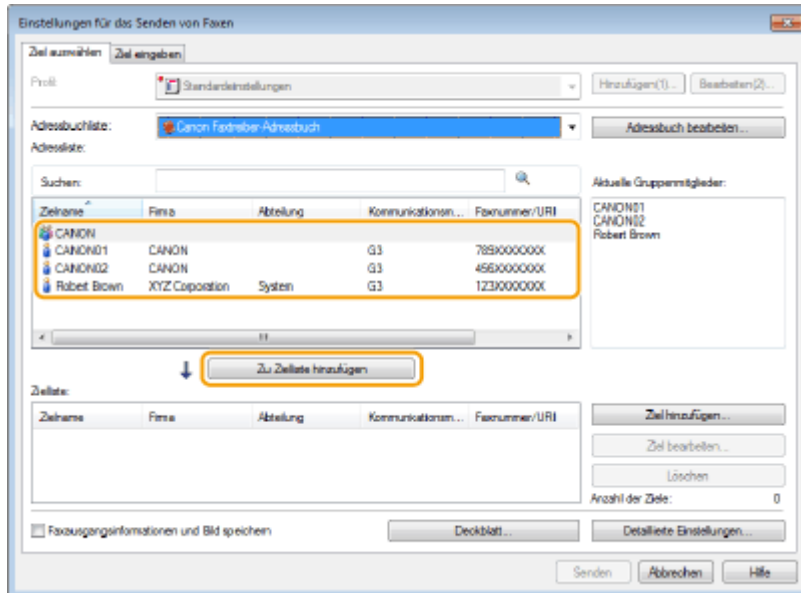 Einstellungen für das Senden von Faxen
Ziel auswählen Ziel eingeben
Profil: Standardeinstellungen Hinzufügen(1)... Bearbeiten(2)...
Adressbuchliste: Canon Faxtreiber-Adressbuch Adressbuch bearbeiten...
Adressliste:
Suchen: Aktuelle Gruppenmitglieder:
Zielname Firma Abteilung Kommunikationsm... Faxnummer/URI
CANON
CANON01 CANON G3 789XXXXXXX
CANON02 CANON G3 456XXXXXXX
Robert Brown XYZ Corporation System G3 123XXXXXXX
CANON01
CANON02
Robert Brown
Zu Zielliste hinzufügen
Zielliste:
Zielname Firma Abteilung Kommunikationsm... Faxnummer/URI
Ziel hinzufügen...
Ziel bearbeiten...
Löschen
Anzahl der Ziele: 0
Faxausgangsinformationen und Bild speichern Deckblatt... Detaillierte Einstellungen...
Senden Abbrechen Hilfe